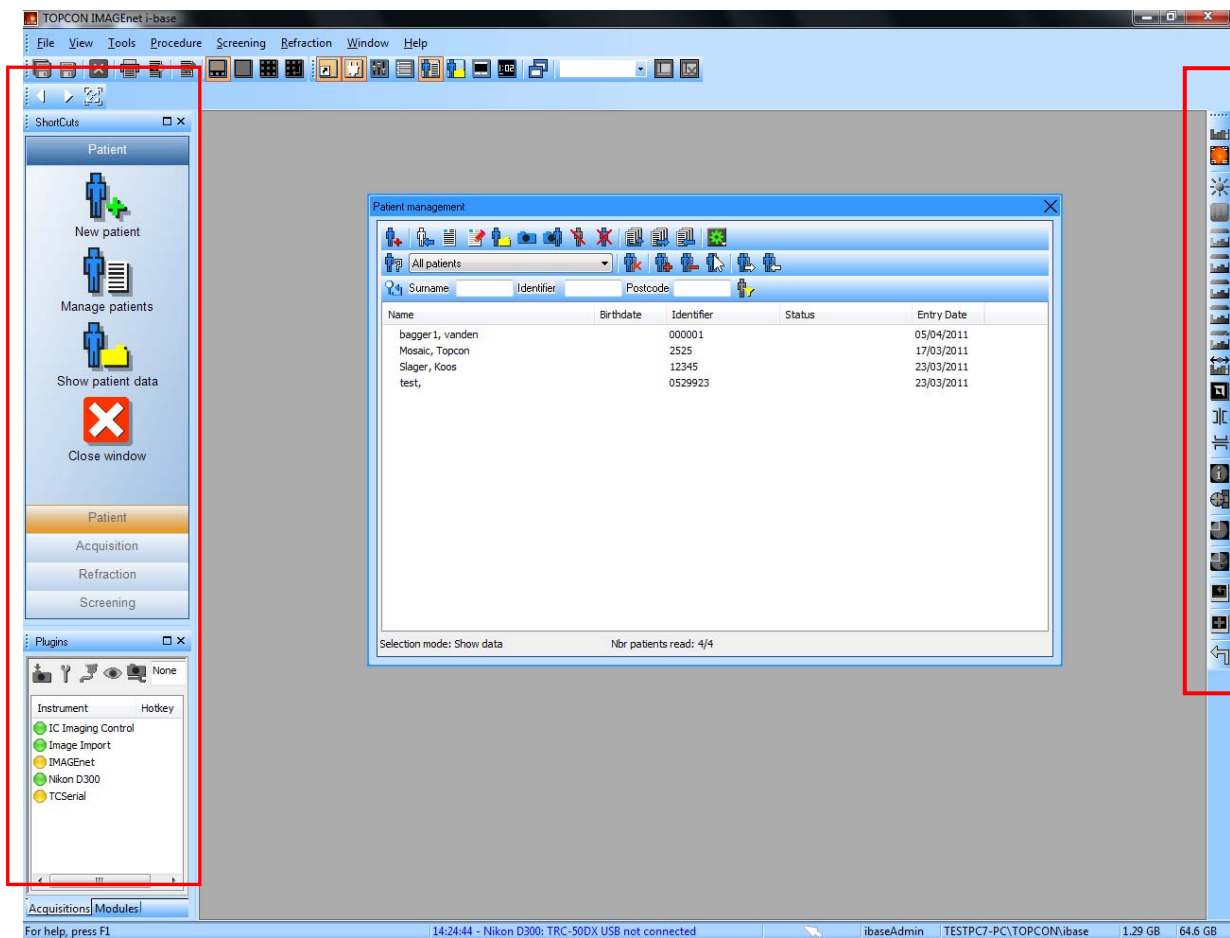 TOPCON IMAGEnet i-base
File View Tools Procedure Screening Refraction Window Help
1:02
ShortCuts
Patient
New patient
Manage patients
Show patient data
Close window
Patient
Acquisition
Refraction
Screening
Plugins
None
Instrument Hotkey
IC Imaging Control
Image Import
IMAGEnet
Nikon D300
TCSerial
Acquisitions Modules
Patient management
All patients
Surname Identifier Postcode
Name Birthdate Identifier Status Entry Date
bagger1, vanden 000001 05/04/2011
Mosaic, Topcon 2525 17/03/2011
Slager, Koos 12345 23/03/2011
test, 0529923 23/03/2011
Selection mode: Show data Nbr patients read: 4/4
For help, press F1 14:24:44 - Nikon D300: TRC-50DX USB not connected ibaseAdmin TESTPC7-PC\TOPCON\ibase 1.29 GB 64.6 GB